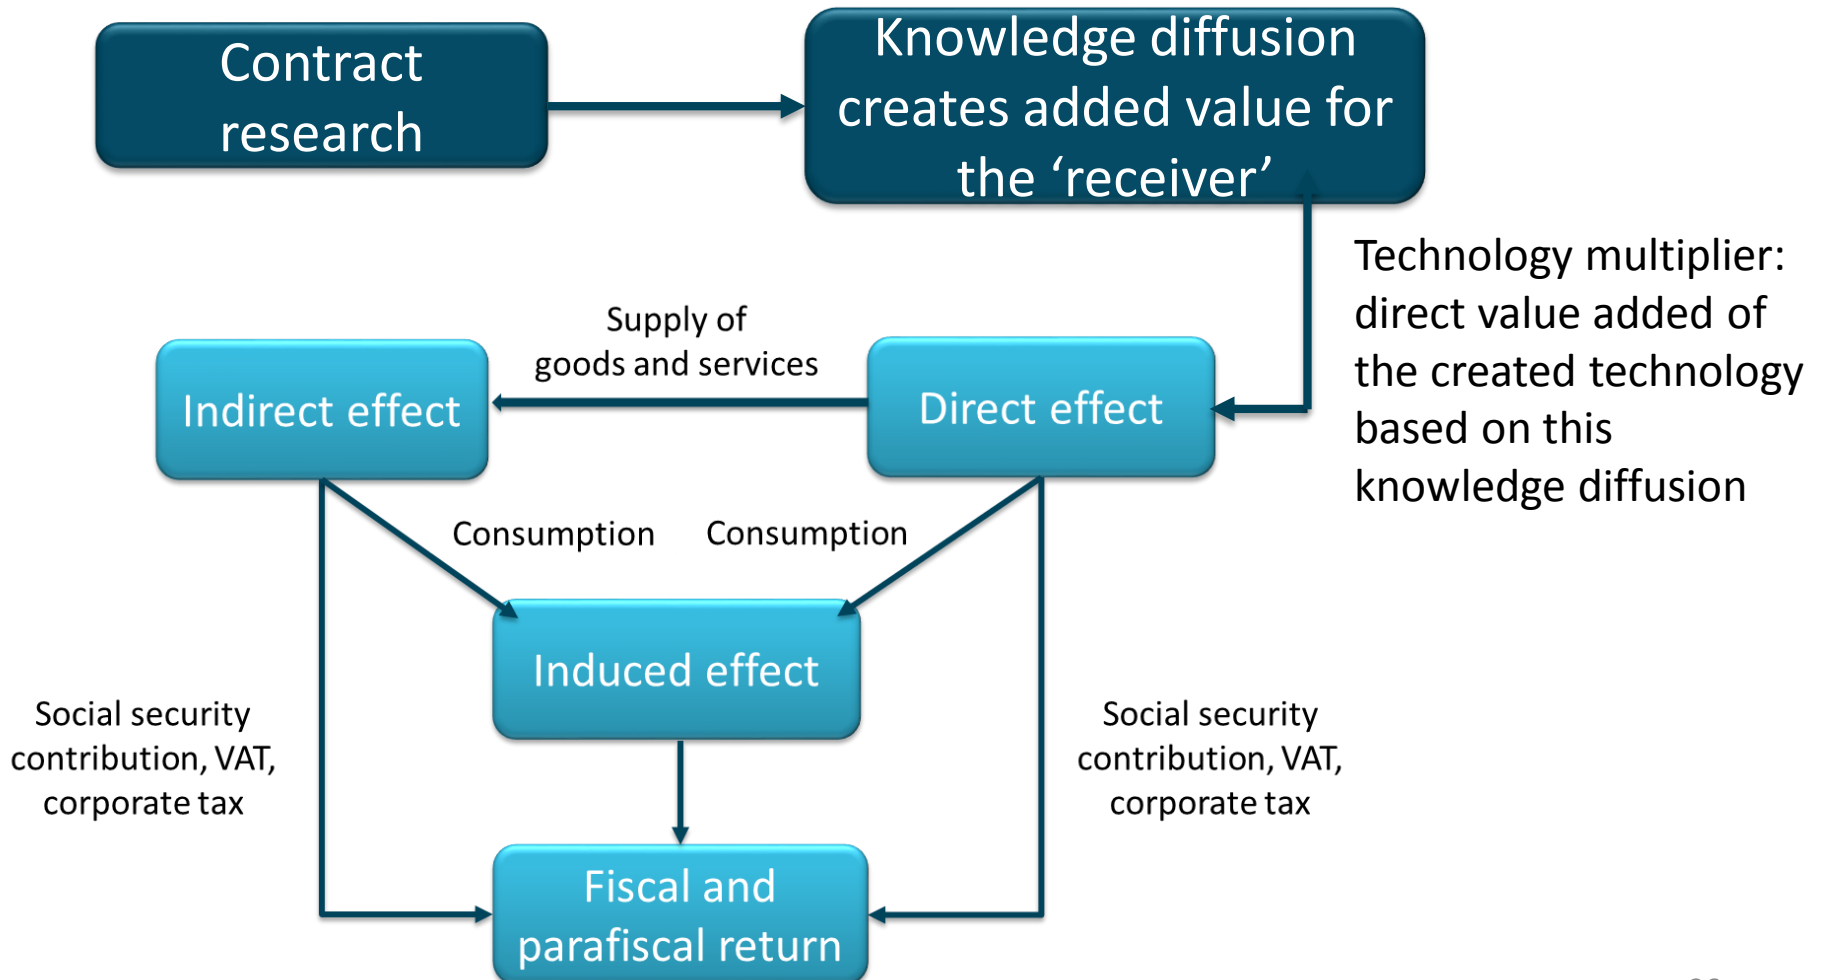 Contract
research
Knowledge diffusion
creates added value for
the ‘receiver’
Technology multiplier:
direct value added of
the created technology
based on this
knowledge diffusion
Supply of
goods and services
Indirect effect
Direct effect
Consumption
Consumption
Induced effect
Social security
contribution, VAT,
corporate tax
Social security
contribution, VAT,
corporate tax
Fiscal and
parafiscal return